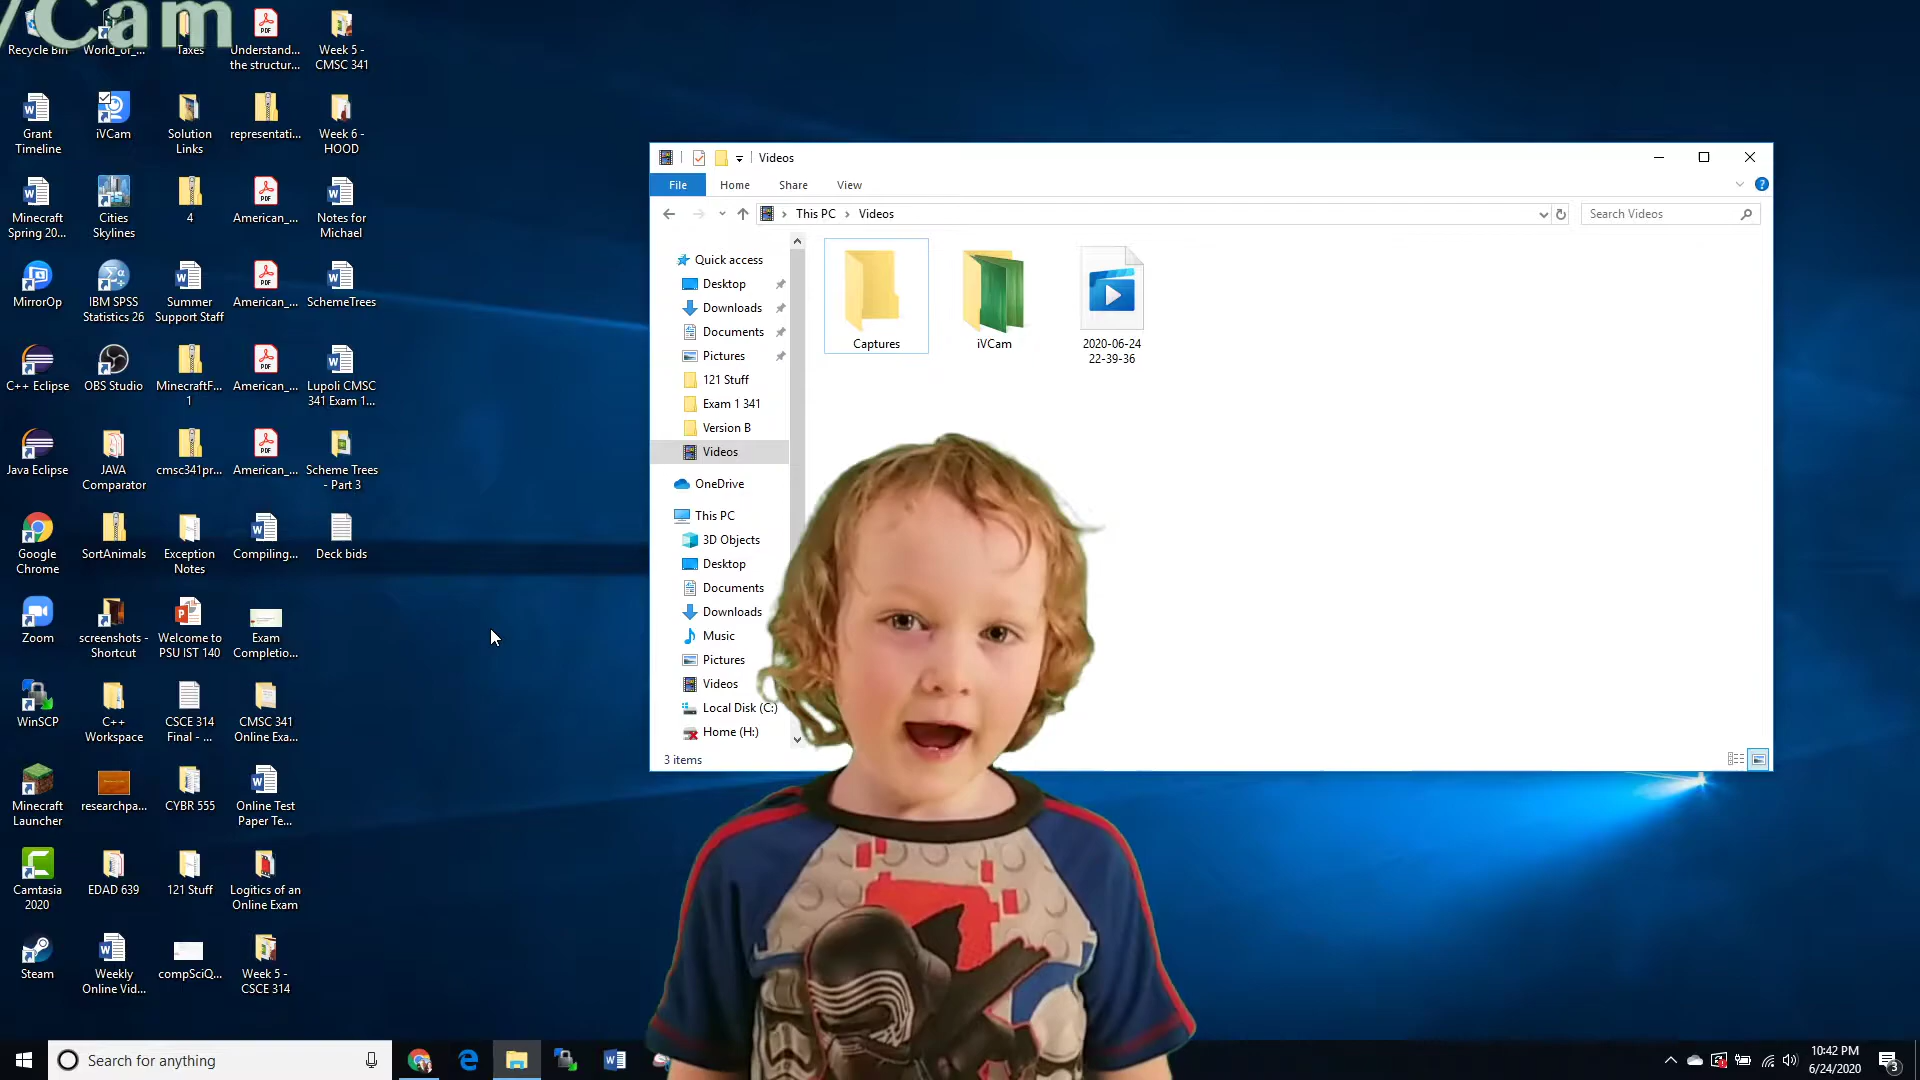 VCam
Recycle Bin
World_of_...
Taxes
Understand...
the structur...
Week 5 -
CMSC 341
Grant
Timeline
iVCam
Solution
Links
representati...
Week 6 -
HOOD
Minecraft
Spring 20...
Cities
Skylines
4
American_...
Notes for
Michael
MirrorOp
IBM SPSS
Statistics 26
Summer
Support Staff
American_...
SchemeTrees
C++ Eclipse
OBS Studio
MinecraftF...
1
American_...
Lupoli CMSC
341 Exam 1...
Java Eclipse
JAVA
Comparator
cmsc341pr...
American_...
Scheme Trees
- Part 3
Google
Chrome
SortAnimals
Exception
Notes
Compiling...
Deck bids
Zoom
screenshots -
Shortcut
Welcome to
PSU IST 140
Exam
Completio...
WinSCP
C++
Workspace
CSCE 314
Final - ...
CMSC 341
Online Exa...
Minecraft
Launcher
researchpa...
CYBR 555
Online Test
Paper Te...
Camtasia
2020
EDAD 639
121 Stuff
Logitics of an
Online Exam
Steam
Weekly
Online Vid...
compSciQ...
Week 5 -
CSCE 314
Videos
File Home Share View
This PC Videos
Search Videos
Quick access
Desktop
Downloads
Documents
Pictures
121 Stuff
Exam 1 341
Version B
Videos
OneDrive
This PC
3D Objects
Desktop
Documents
Downloads
Music
Pictures
Videos
Local Disk (C:)
Home (H:)
Captures
iVCam
2020-06-24
22-39-36
3 items
Search for anything
10:42 PM
6/24/2020
3